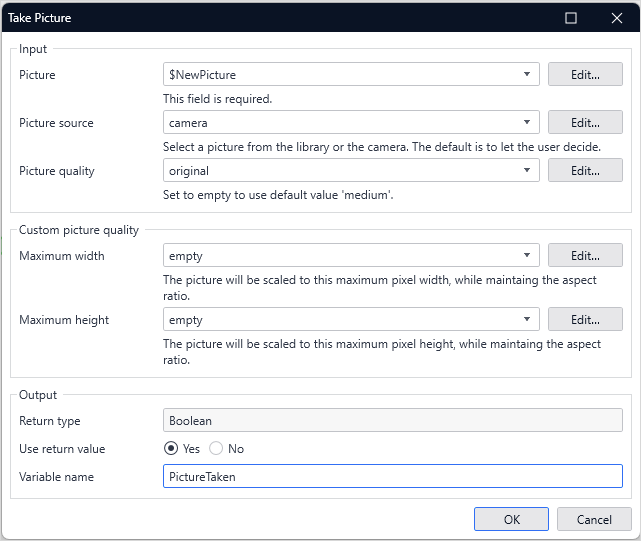 Take Picture
Input
Picture
$NewPicture
Edit...
This field is required.
Picture source
camera
Edit...
Select a picture from the library or the camera. The default is to let the user decide.
Picture quality
original
Edit...
Set to empty to use default value 'medium'.
Custom picture quality
Maximum width
empty
Edit...
The picture will be scaled to this maximum pixel width, while maintaing the aspect
ratio.
Maximum height
empty
Edit...
The picture will be scaled to this maximum pixel height, while maintaing the aspect
ratio.
Output
Return type
Boolean
Use return value
Yes
No
Variable name
PictureTaken
OK
Cancel